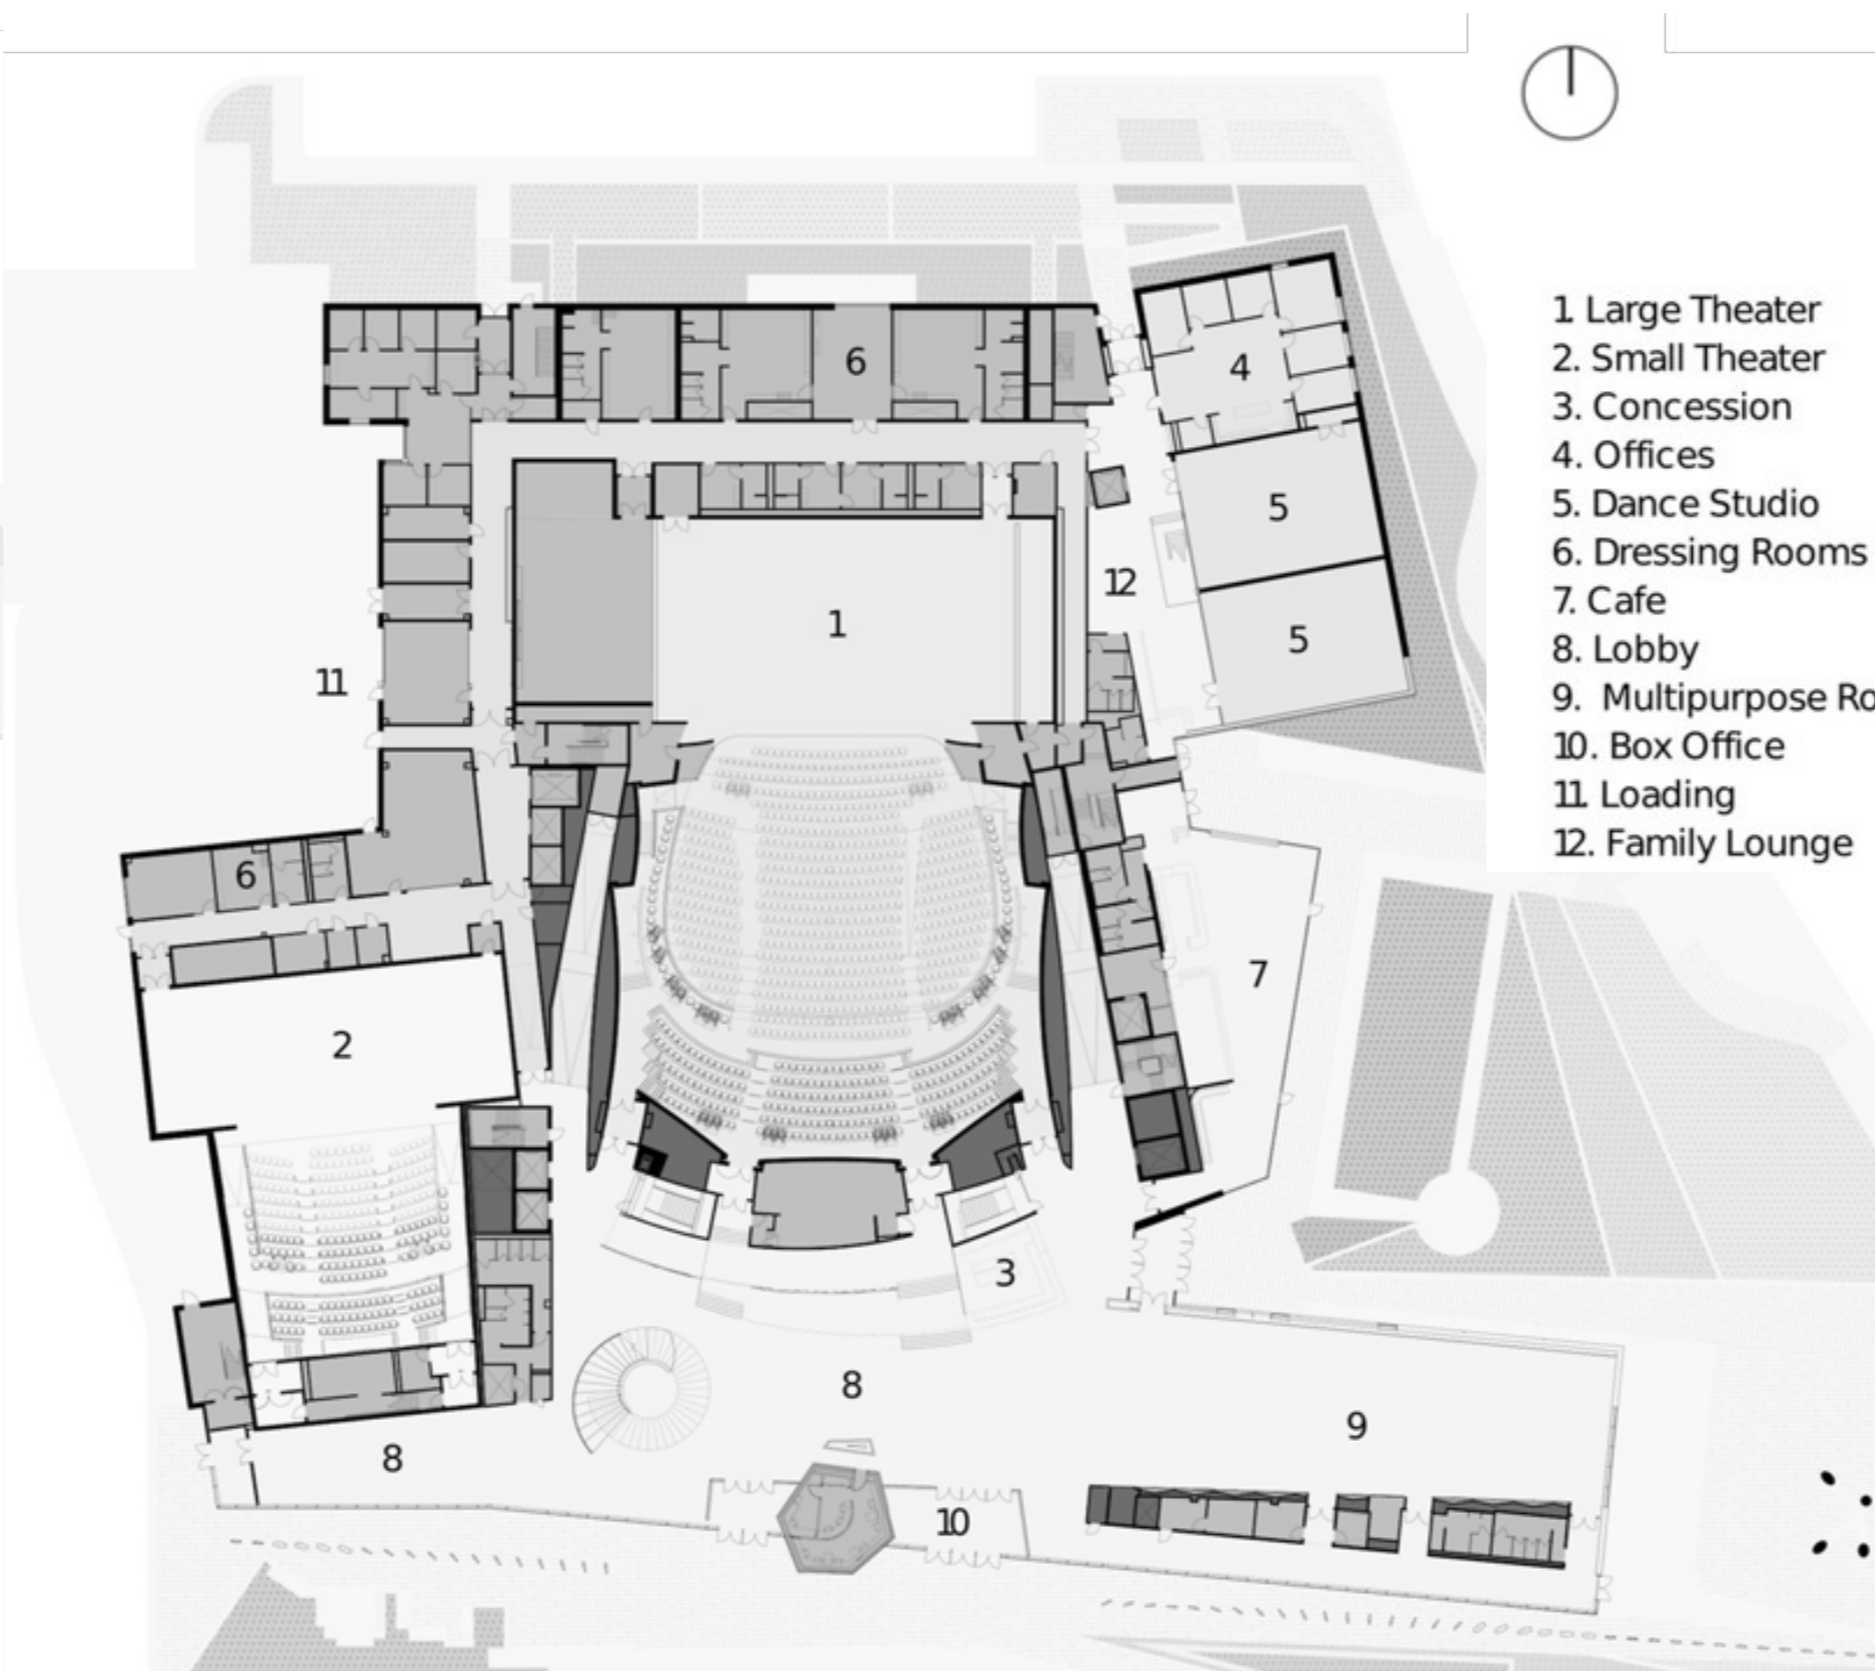 6
4
5
12
1
5
11
6
7
2
3
8
9
8
10
1. Large Theater
2. Small Theater
3. Concession
4. Offices
5. Dance Studio
6. Dressing Rooms
7. Cafe
8. Lobby
9. Multipurpose Ro
10. Box Office
11. Loading
12. Family Lounge